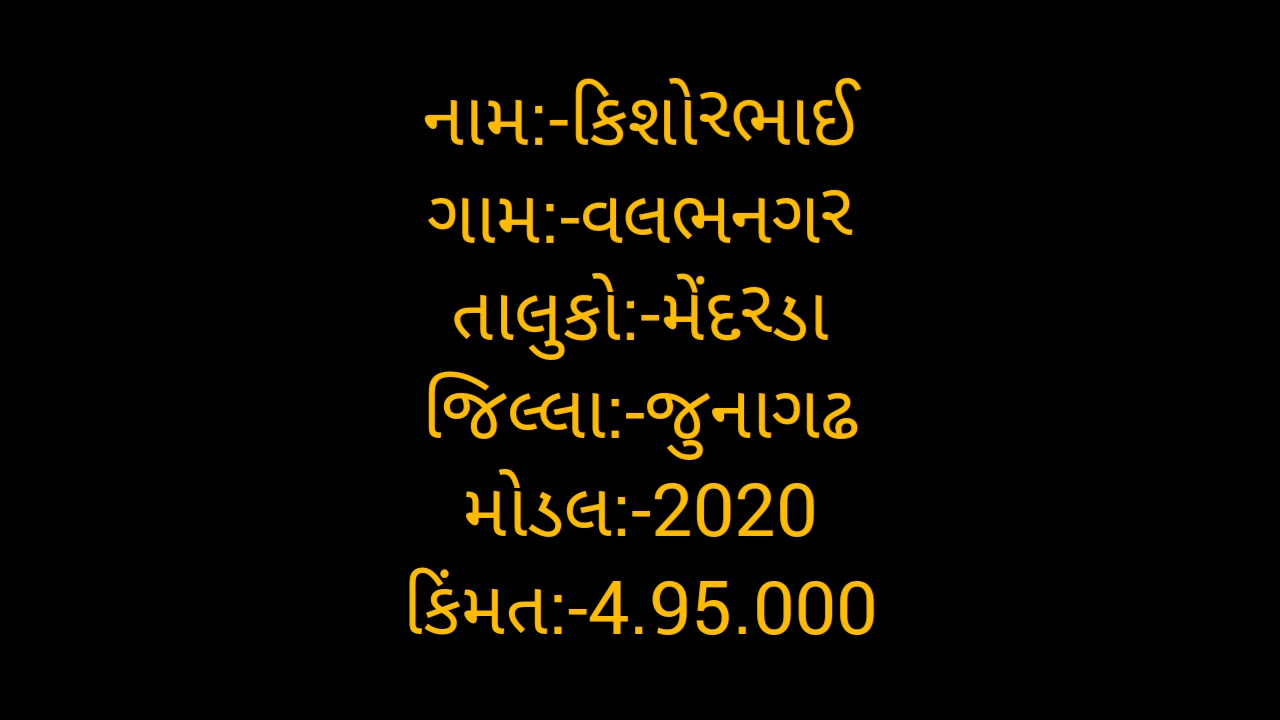 નામ:-કિશોરભાઈ
ગામ:-વલભનગર
તાલુકો:-મેંદરડા
જિલ્લા:-જુનાગઢ
મોડલ:-2020
કિંમત:-4.95.000